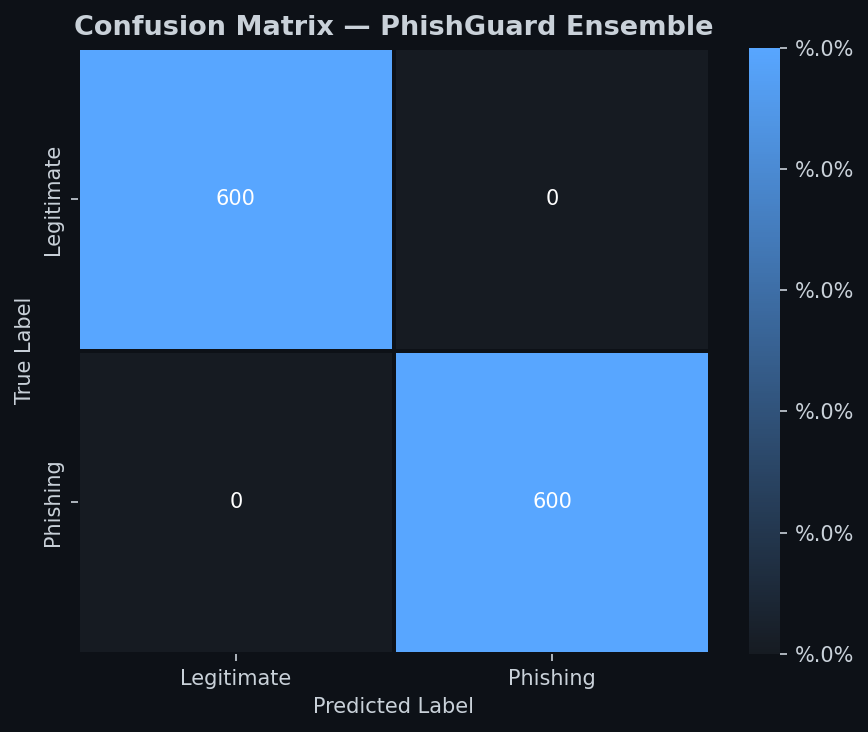 Confusion Matrix — PhishGuard Ensemble
True Label
Legitimate
Phishing
600
0
0
600
Legitimate
Phishing
Predicted Label
%.0%
%.0%
%.0%
%.0%
%.0%
%.0%